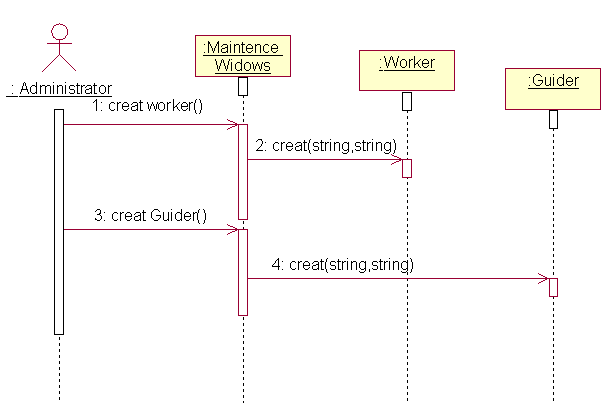 :Maintence
Widows
:Worker
:Guider
: Administrator
1: creat worker()
2: creat(string,string)
3: creat Guider()
4: creat(string,string)